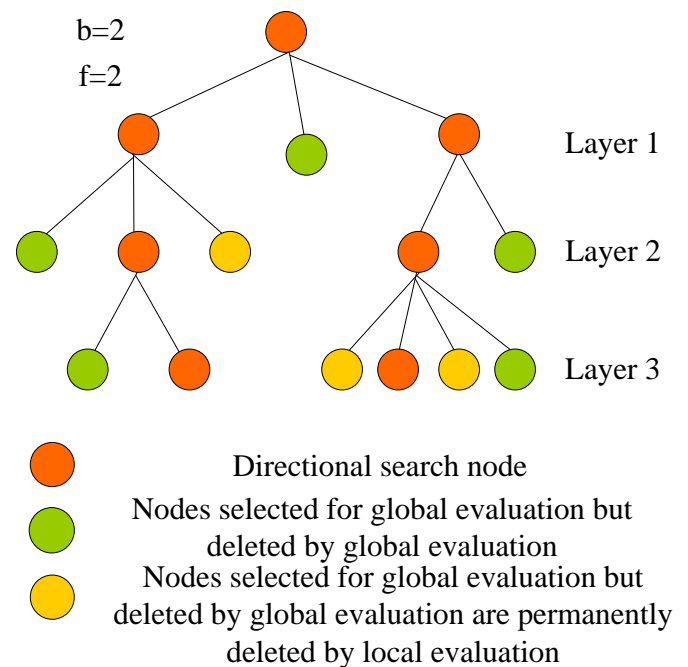 b=2
f=2
Layer 1
Layer 2
Layer 3
Directional search node
Nodes selected for global evaluation but
deleted by global evaluation
Nodes selected for global evaluation but
deleted by global evaluation are permanently
deleted by local evaluation